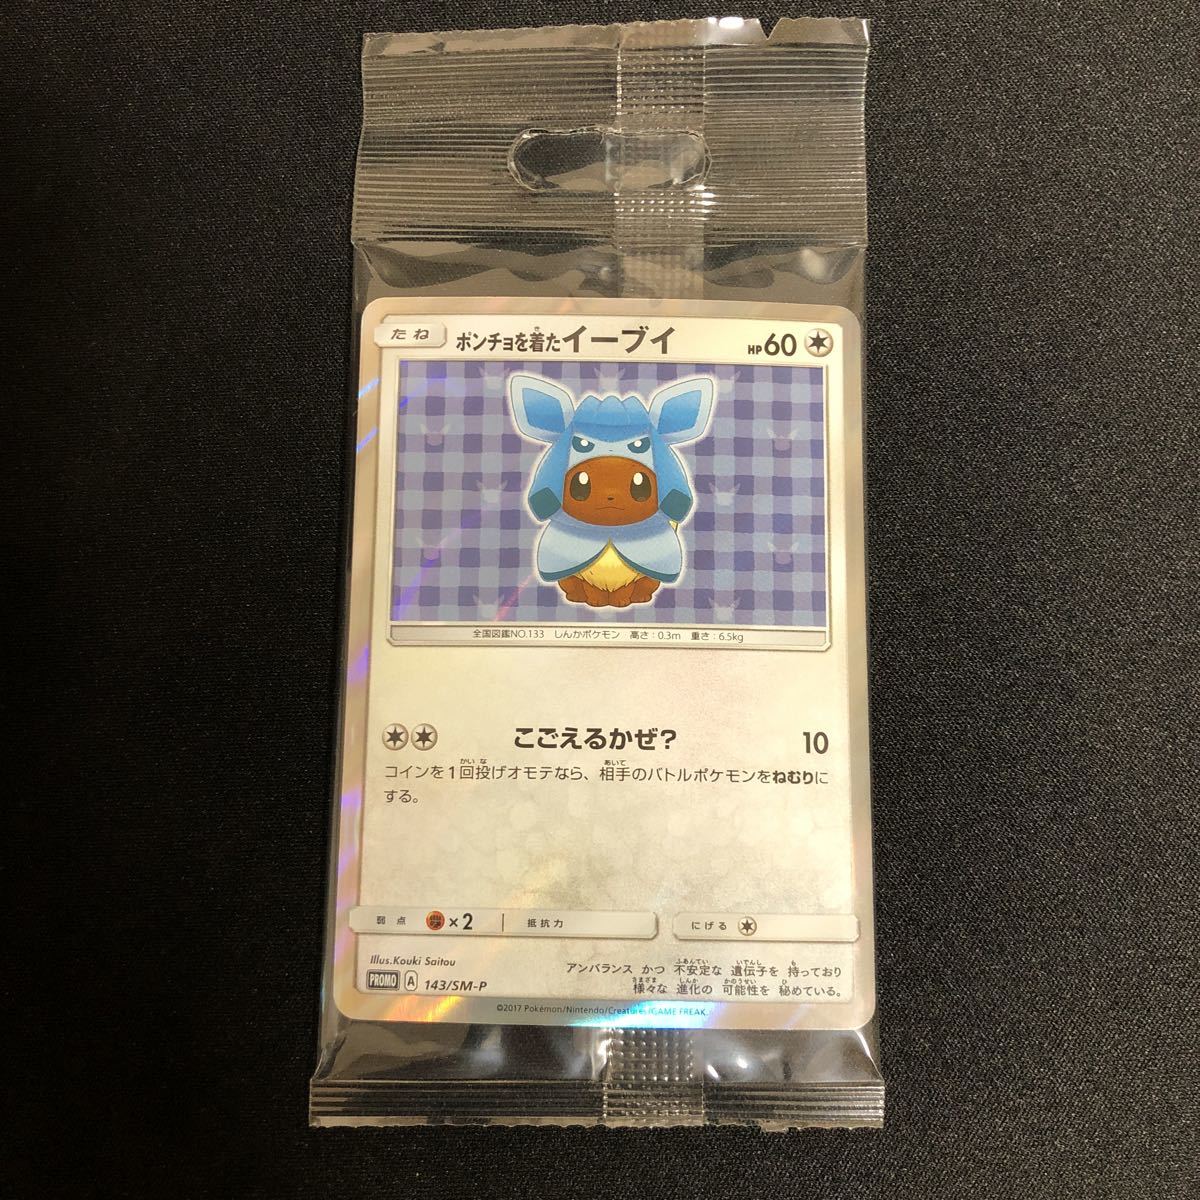 たね ポンチョを着たイーブイ HP60
全国図鑑NO.133 しんかポケモン 高さ:0.3m 重さ:6.5kg
こごえるかぜ? 10
コインを1回投げオモテなら、相手のバトルポケモンをねむりに
する。
弱点 ×2 抵抗力 にげる
Illus.Kouki Saitou
PROMO A 143/SM-P
アンバランス かつ 不安定な 遺伝子を 持っており
様々な 進化の 可能性を 秘めている。
©2017 Pokémon/Nintendo/Creatures/GAME FREAK.